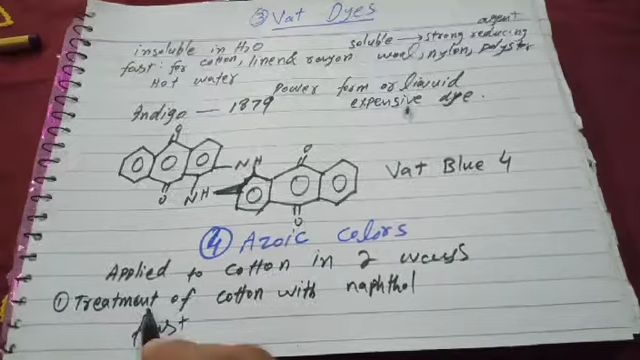 ③ Vat Dyes
insoluble in H₂O soluble → strong reducing agent
fast: for cotton, linen & rayon wool, nylon, polyster
Hot water power form or liquid
Indigo — 1879 expensive dye.
O
NH
O
NH
O
O
Vat Blue 4
④ Azoic colors
Applied to cotton in 2 ways
① Treatment of cotton with naphthol